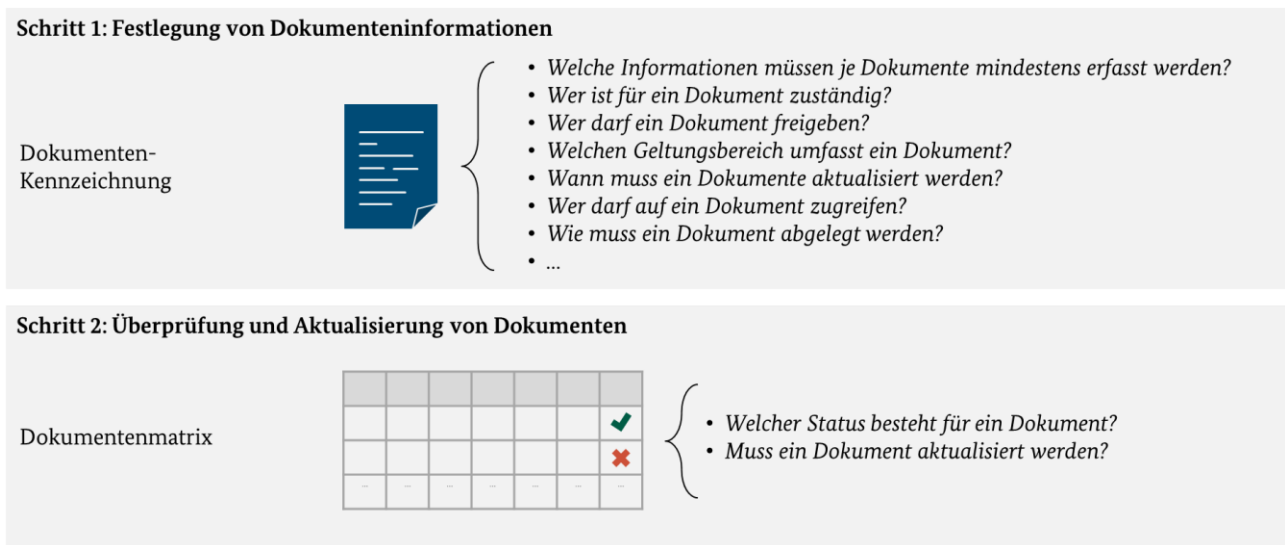 Schritt 1: Festlegung von Dokumenteninformationen
Dokumenten-
Kennzeichnung
• Welche Informationen müssen je Dokumente mindestens erfasst werden?
• Wer ist für ein Dokument zuständig?
• Wer darf ein Dokument freigeben?
• Welchen Geltungsbereich umfasst ein Dokument?
• Wann muss ein Dokumente aktualisiert werden?
• Wer darf auf ein Dokument zugreifen?
• Wie muss ein Dokument abgelegt werden?
• ...
Schritt 2: Überprüfung und Aktualisierung von Dokumenten
Dokumentenmatrix
... ... ... ... ... ... ...
• Welcher Status besteht für ein Dokument?
• Muss ein Dokument aktualisiert werden?